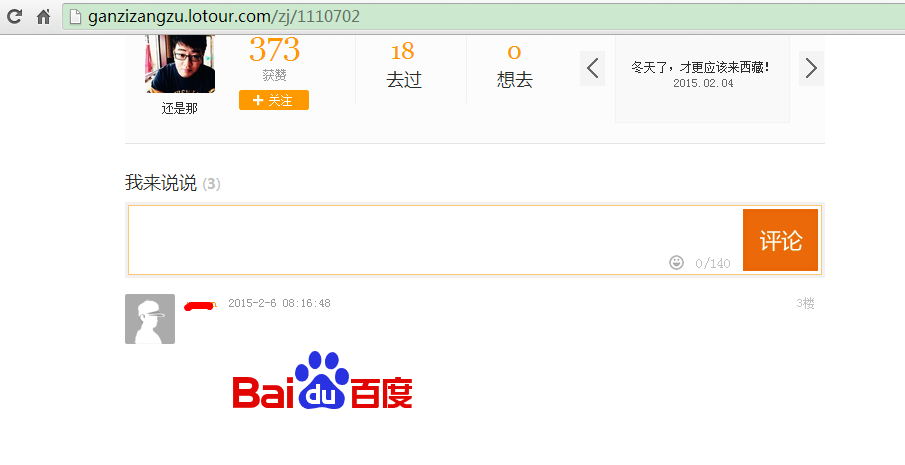 ganzizangzu.lotour.com/zj/1110702
373
获赞
+ 关注
还是那
18
去过
0
想去
冬天了，才更应该来西藏！
2015.02.04
我来说说 (3)
0/140
评论
2015-2-6 08:16:48
3楼
Bai du 百度